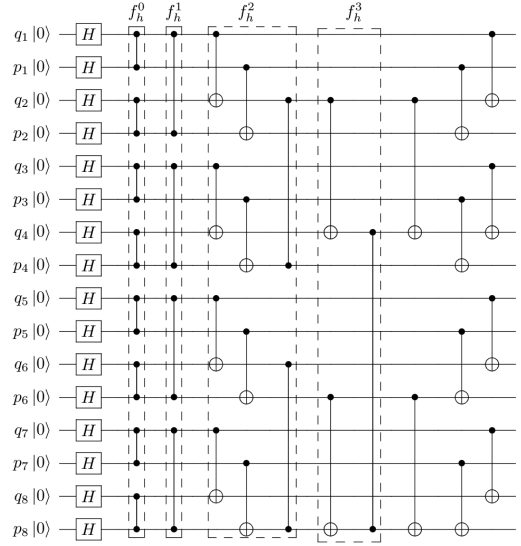 f_h^0 f_h^1 f_h^2 f_h^3
q_1 |0⟩ H
p_1 |0⟩ H
q_2 |0⟩ H
p_2 |0⟩ H
q_3 |0⟩ H
p_3 |0⟩ H
q_4 |0⟩ H
p_4 |0⟩ H
q_5 |0⟩ H
p_5 |0⟩ H
q_6 |0⟩ H
p_6 |0⟩ H
q_7 |0⟩ H
p_7 |0⟩ H
q_8 |0⟩ H
p_8 |0⟩ H